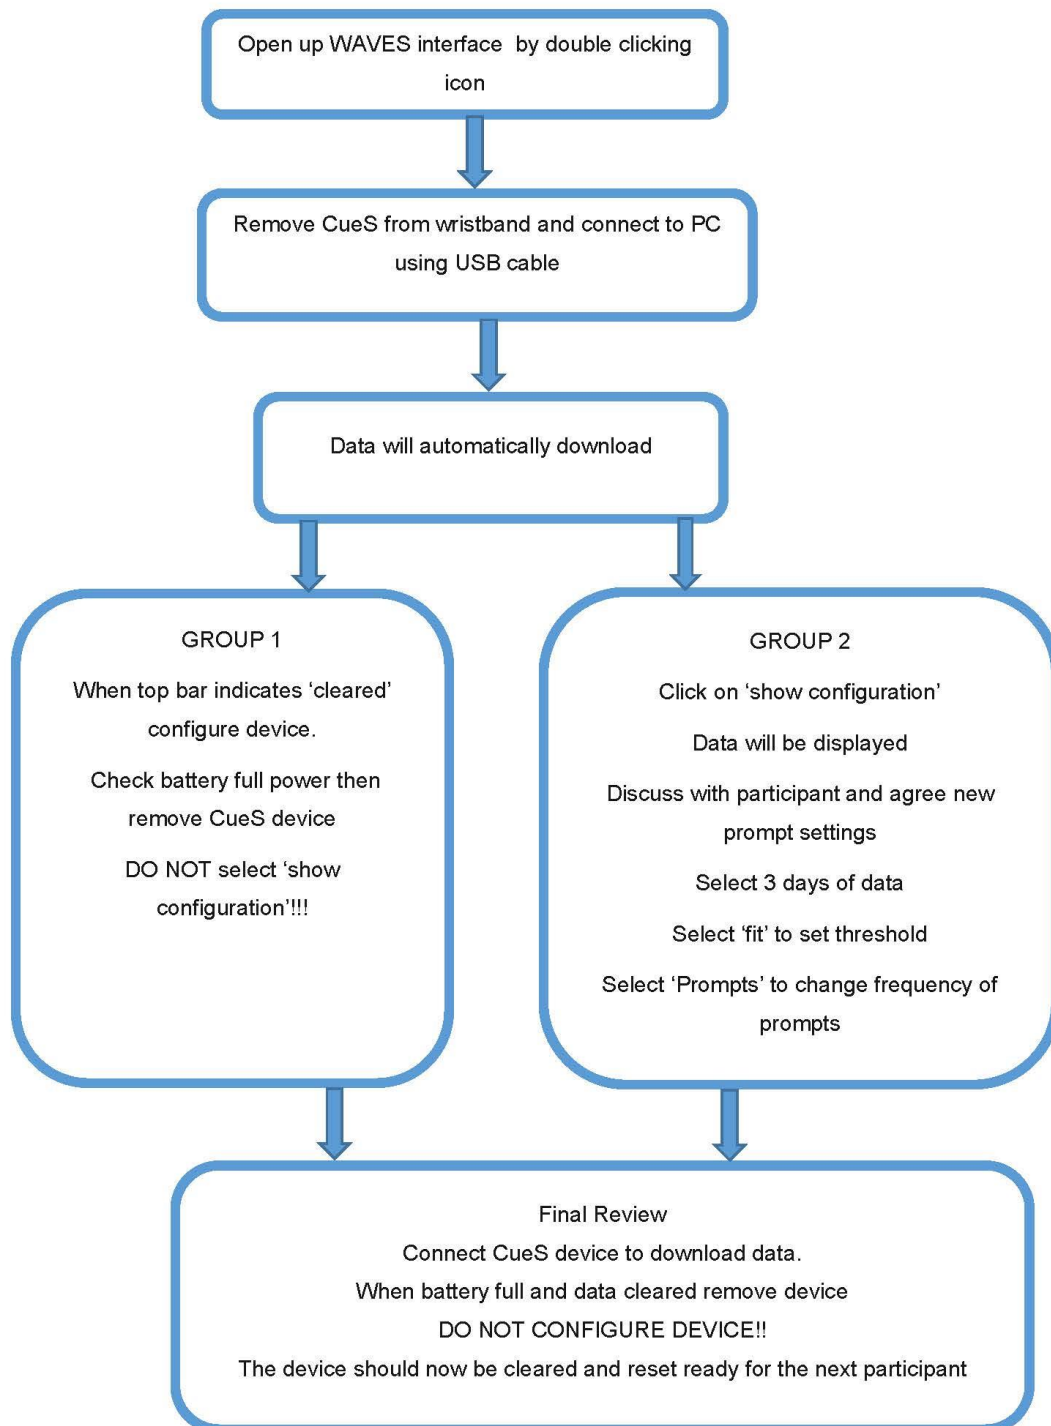 Open up WAVES interface by double clicking
icon
Remove CueS from wristband and connect to PC
using USB cable
Data will automatically download
GROUP 1
When top bar indicates ‘cleared’
configure device.
Check battery full power then
remove CueS device
DO NOT select ‘show
configuration’!!!
GROUP 2
Click on ‘show configuration’
Data will be displayed
Discuss with participant and agree new
prompt settings
Select 3 days of data
Select ‘fit’ to set threshold
Select ‘Prompts’ to change frequency of
prompts
Final Review
Connect CueS device to download data.
When battery full and data cleared remove device
DO NOT CONFIGURE DEVICE!!
The device should now be cleared and reset ready for the next participant